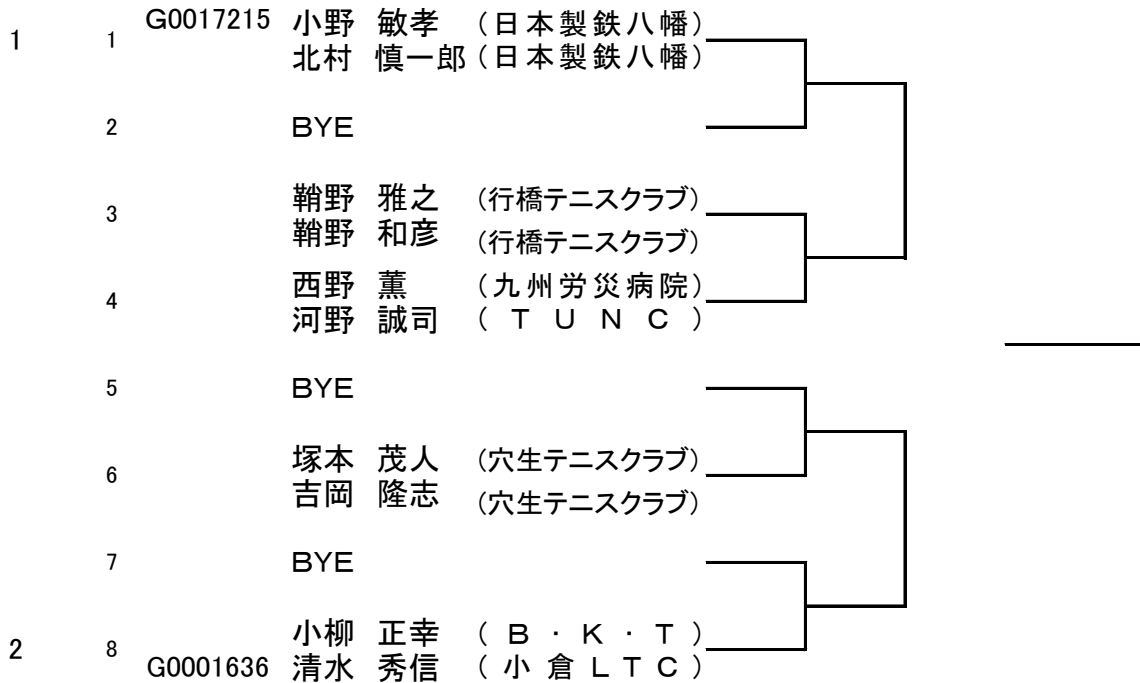 G0017215 小野 敏孝 (日本製鉄八幡)
1 1
北村 慎一郎 (日本製鉄八幡)
2 BYE
鞘野 雅之 (行橋テニスクラブ)
3
鞘野 和彦 (行橋テニスクラブ)
西野 薫 (九州労災病院)
4
河野 誠司 (TUNC)
5 BYE
塚本 茂人 (穴生テニスクラブ)
6
吉岡 隆志 (穴生テニスクラブ)
7 BYE
小柳 正幸 (B・K・T)
2 8
G0001636 清水 秀信 (小倉LTC)